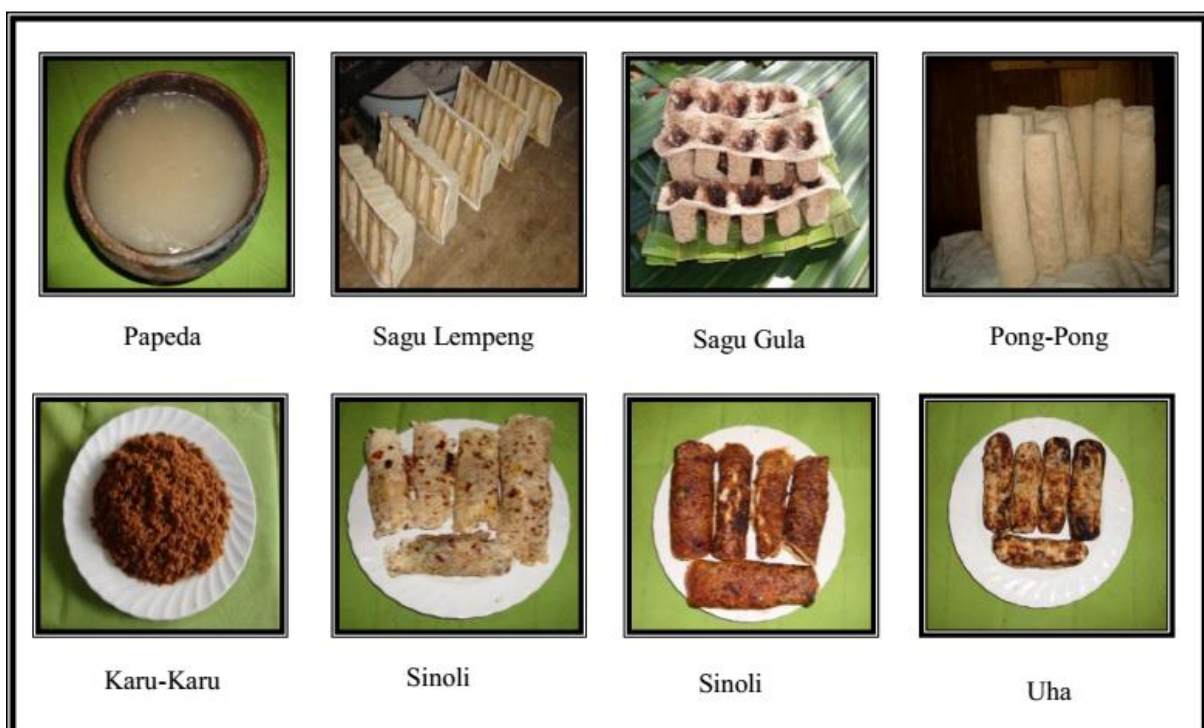 Papeda
Sagu Lempeng
Sagu Gula
Pong-Pong
Karu-Karu
Sinoli
Sinoli
Uha